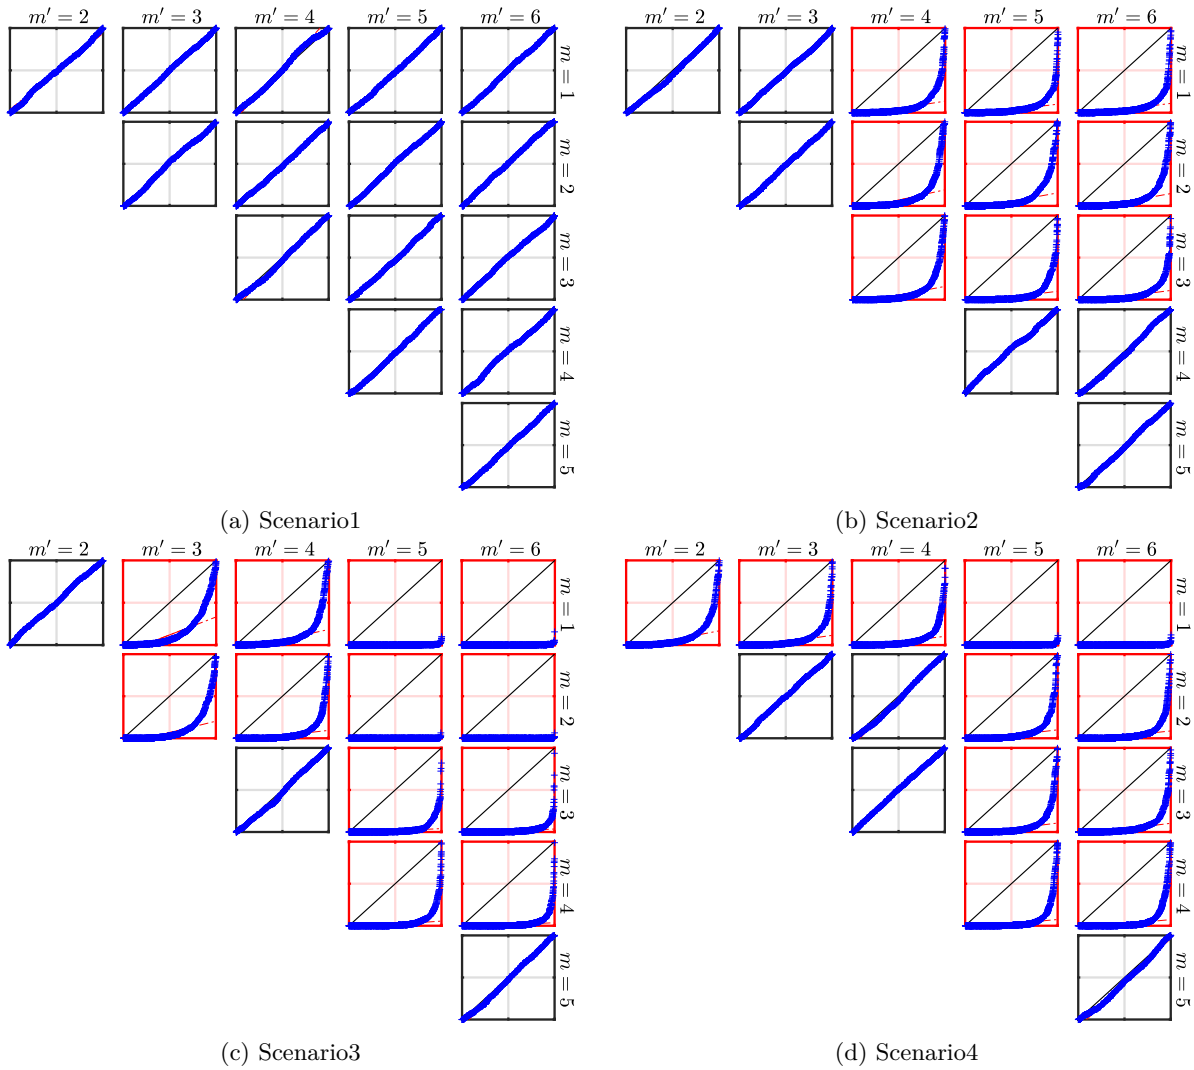 m′ = 2 m′ = 3 m′ = 4 m′ = 5 m′ = 6
m = 1
m = 2
m = 3
m = 4
m = 5
(a) Scenario1
m′ = 2 m′ = 3 m′ = 4 m′ = 5 m′ = 6
m = 1
m = 2
m = 3
m = 4
m = 5
(b) Scenario2
m′ = 2 m′ = 3 m′ = 4 m′ = 5 m′ = 6
m = 1
m = 2
m = 3
m = 4
m = 5
(c) Scenario3
m′ = 2 m′ = 3 m′ = 4 m′ = 5 m′ = 6
m = 1
m = 2
m = 3
m = 4
m = 5
(d) Scenario4